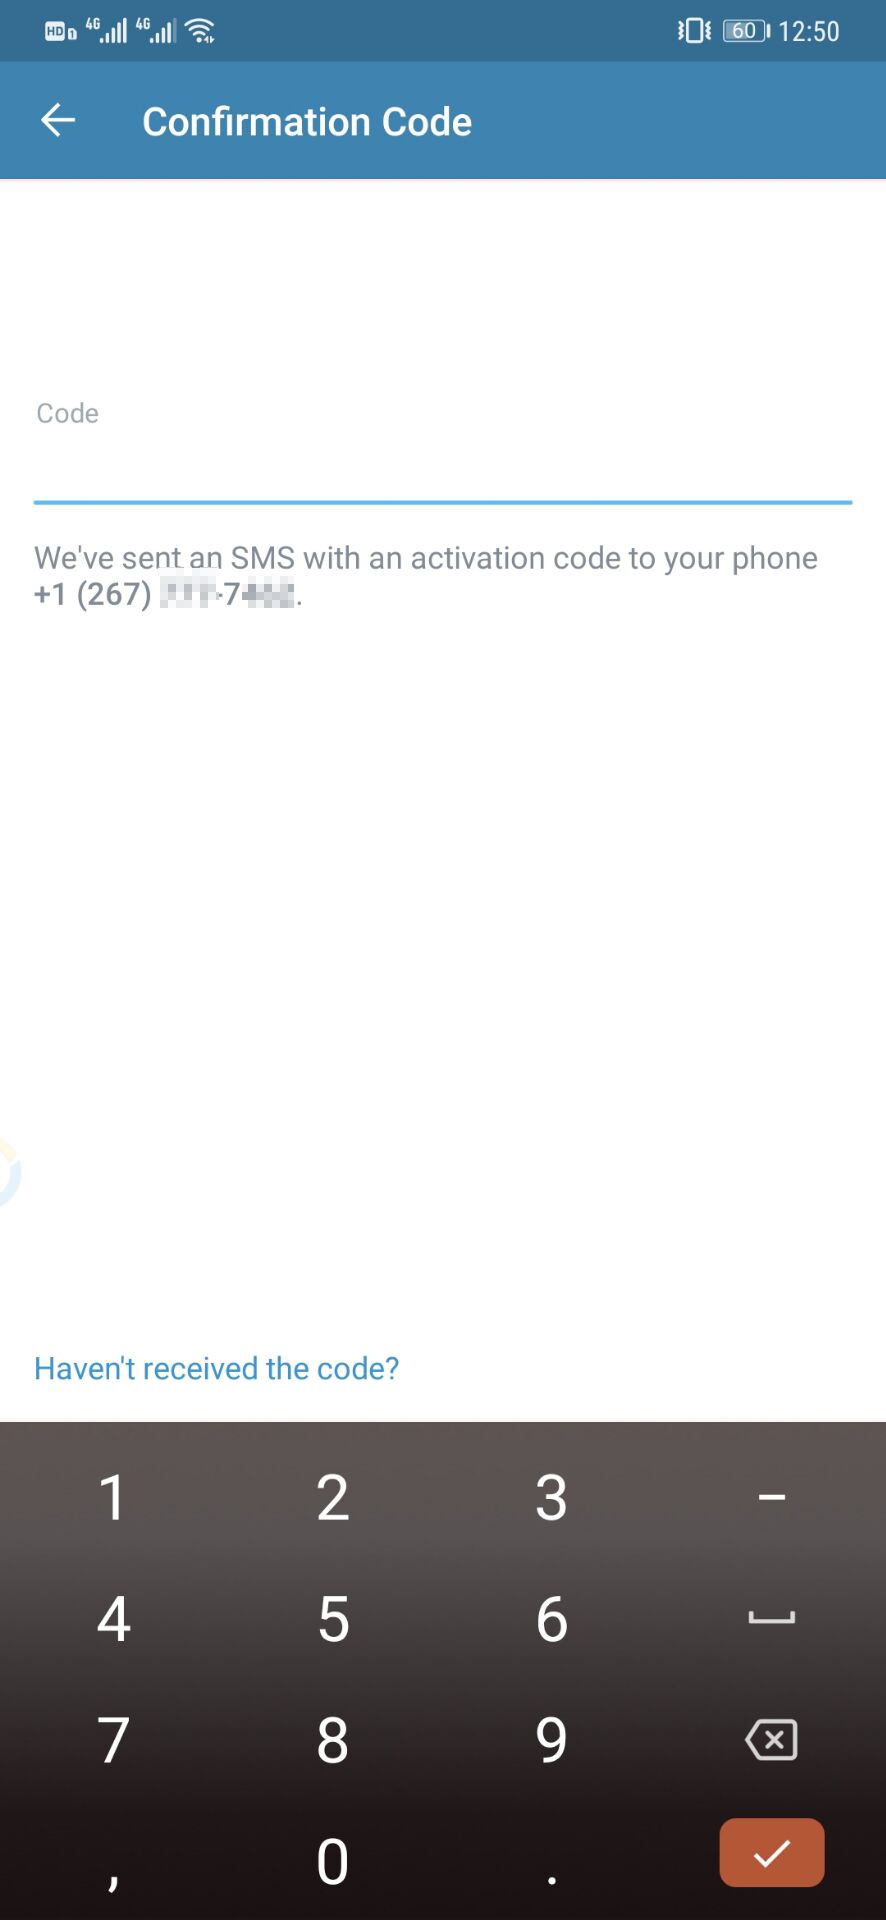 HD 1 4G 4G 60 12:50
Confirmation Code
Code
We've sent an SMS with an activation code to your phone
+1 (267) -7.
Haven't received the code?
1 2 3 -
4 5 6
7 8 9
, 0 .